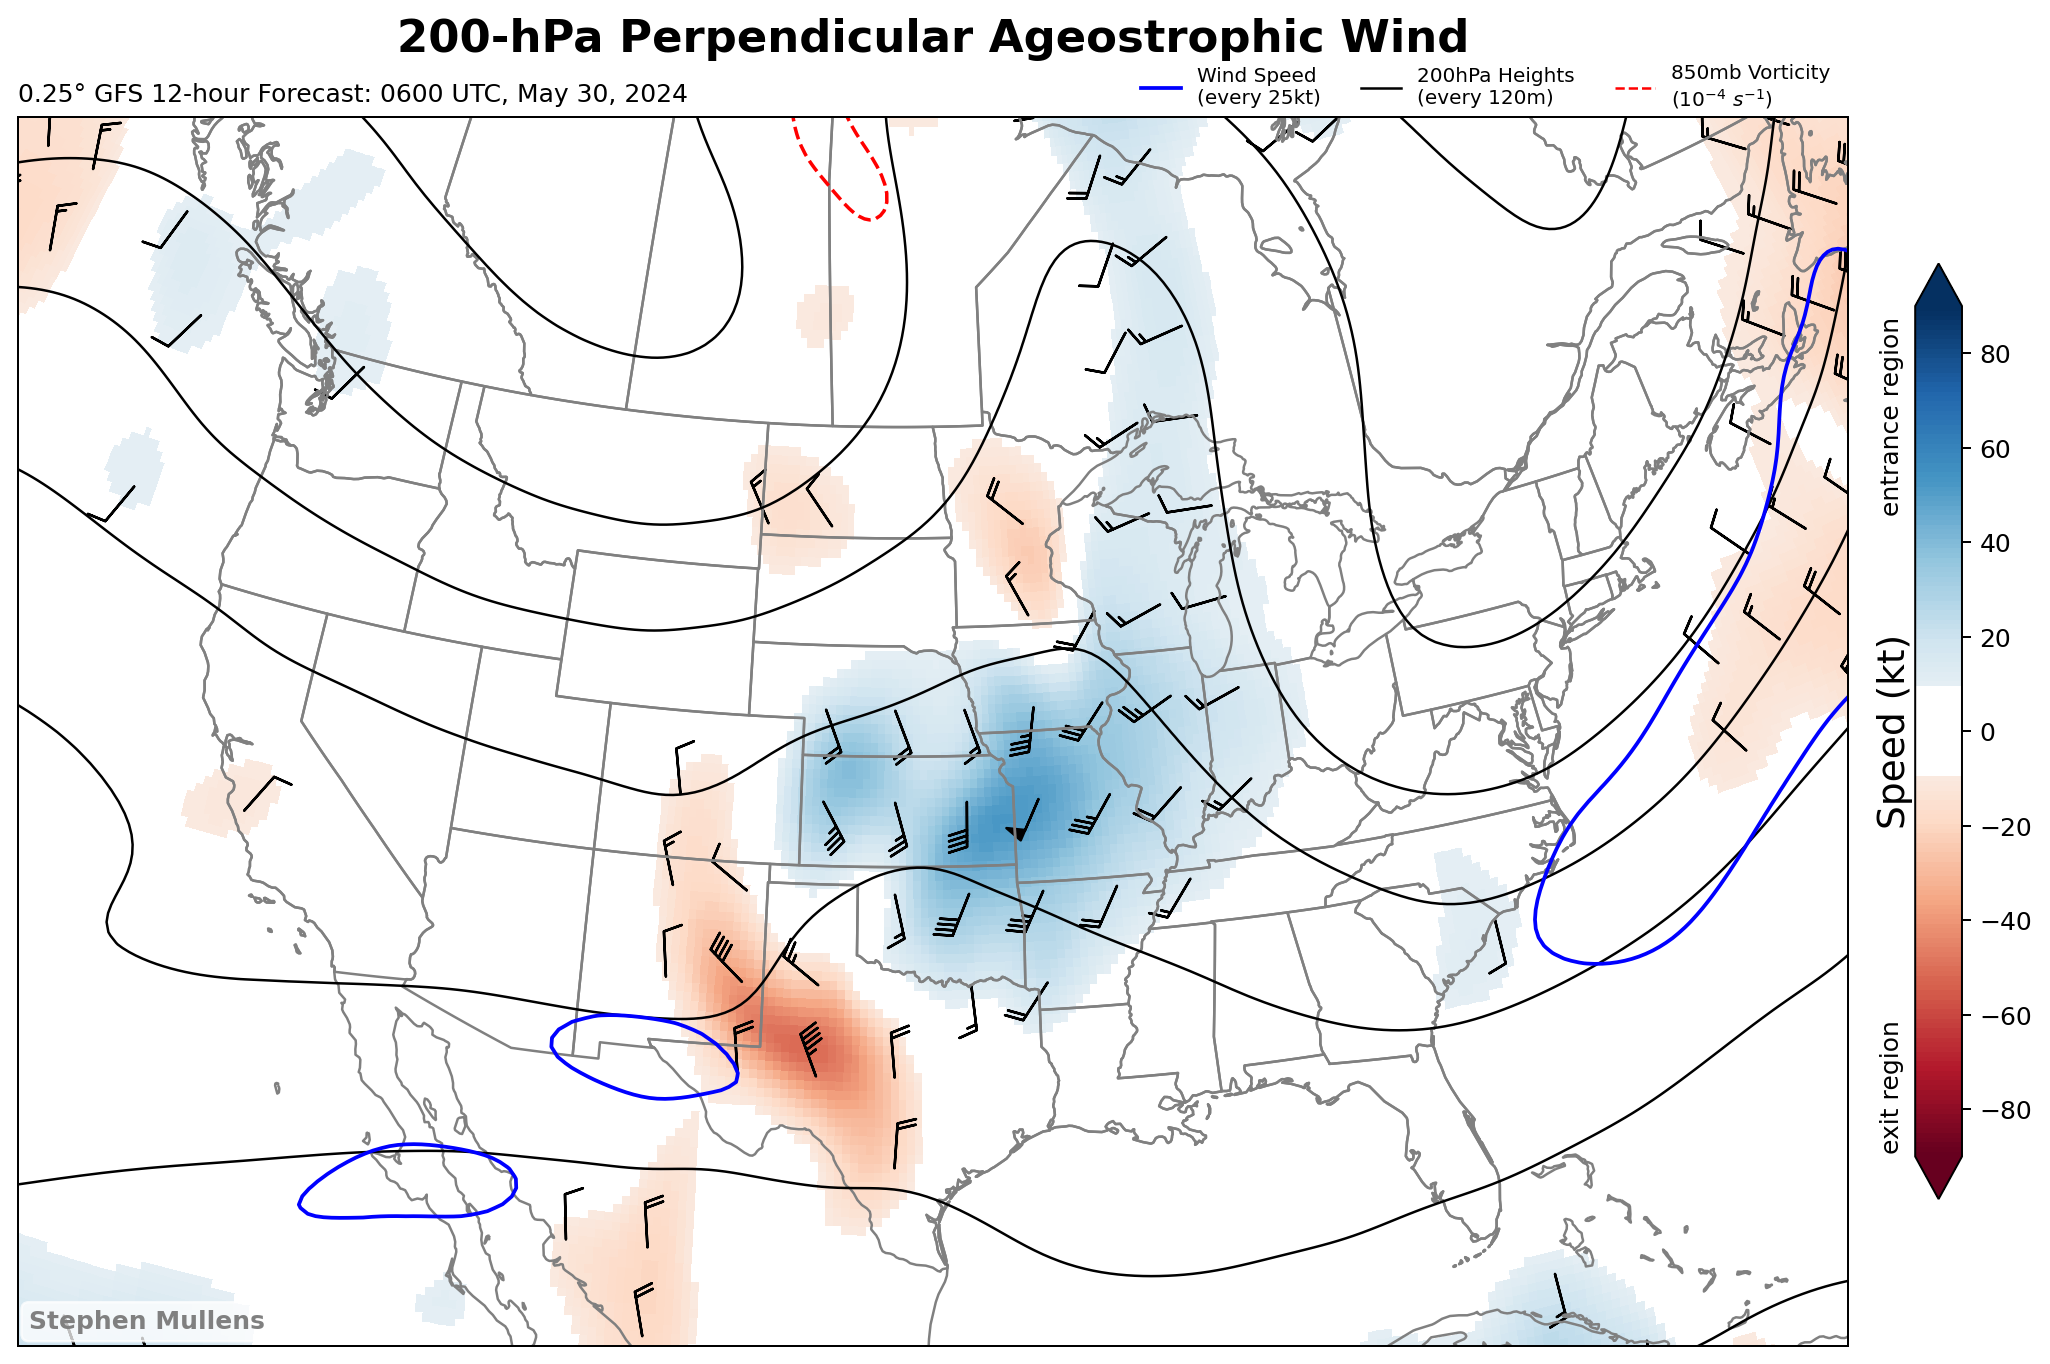 200-hPa Perpendicular Ageostrophic Wind
0.25° GFS 12-hour Forecast: 0600 UTC, May 30, 2024
Wind Speed
(every 25kt)
200hPa Heights
(every 120m)
850mb Vorticity
(10⁻⁴ s⁻¹)
entrance region
Speed (kt)
exit region
80
60
40
20
0
−20
−40
−60
−80
Stephen Mullens